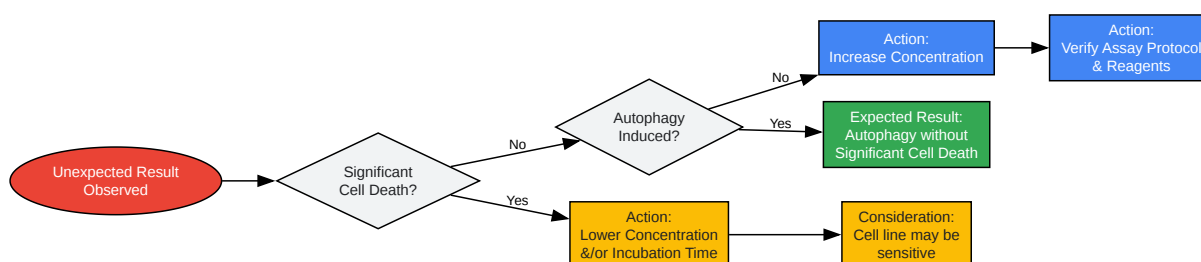 Unexpected Result
Observed
Significant
Cell Death?
No
Yes
Autophagy
Induced?
No
Yes
Action:
Increase Concentration
Action:
Verify Assay Protocol
& Reagents
Expected Result:
Autophagy without
Significant Cell Death
Action:
Lower Concentration
&/or Incubation Time
Consideration:
Cell line may be
sensitive